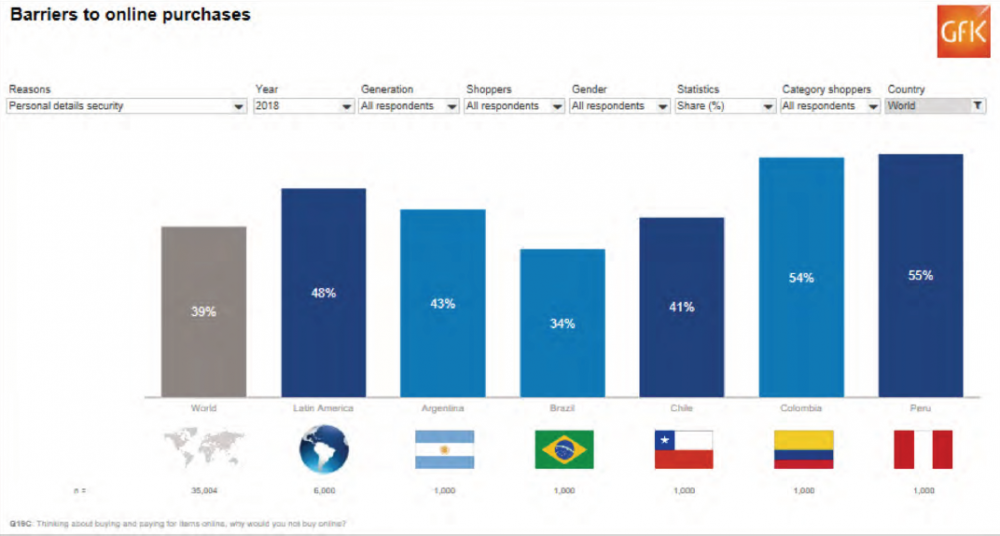 Barriers to online purchases
GfK
Reasons Year Generation Shoppers Gender Statistics Category shoppers Country
Personal details security 2018 All respondents All respondents All respondents Share (%) All respondents World
39% 48% 43% 34% 41% 54% 55%
World Latin America Argentina Brazil Chile Colombia Peru
n = 35,004 6,000 1,000 1,000 1,000 1,000 1,000
Q19C: Thinking about buying and paying for items online, why would you not buy online?